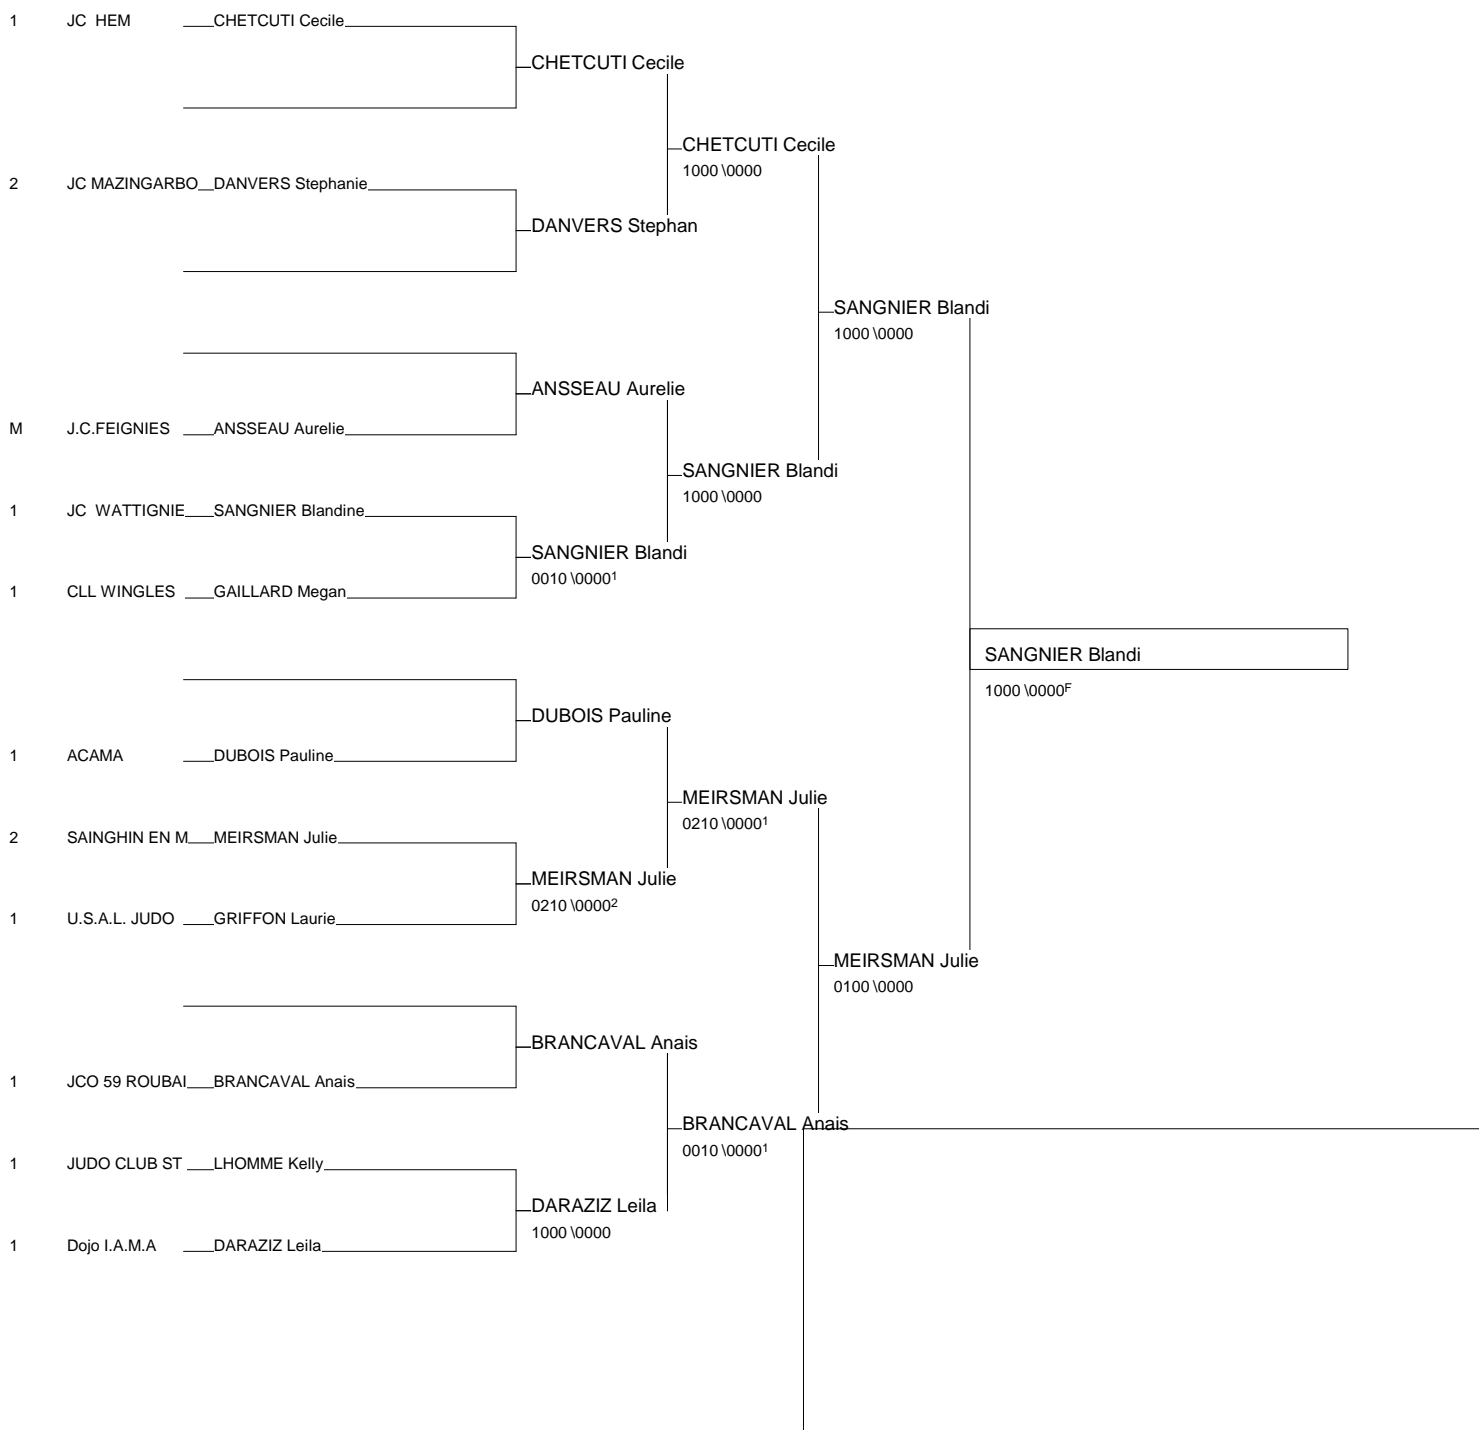 1 JC HEM CHETCUTI Cecile
CHETCUTI Cecile
CHETCUTI Cecile
1000 \0000
2 JC MAZINGARBO DANVERS Stephanie
DANVERS Stephan
SANGNIER Blandi
1000 \0000
ANSSEAU Aurelie
M J.C.FEIGNIES ANSSEAU Aurelie
SANGNIER Blandi
1000 \0000
1 JC WATTIGNIE SANGNIER Blandine
SANGNIER Blandi
0010 \0000¹
1 CLL WINGLES GAILLARD Megan
SANGNIER Blandi
1000 \0000F
DUBOIS Pauline
1 ACAMA DUBOIS Pauline
MEIRSMAN Julie
0210 \0000¹
2 SAINGHIN EN M MEIRSMAN Julie
MEIRSMAN Julie
0210 \0000²
1 U.S.A.L. JUDO GRIFFON Laurie
MEIRSMAN Julie
0100 \0000
BRANCAVAL Anais
1 JCO 59 ROUBAI BRANCAVAL Anais
BRANCAVAL Anais
0010 \0000¹
1 JUDO CLUB ST LHOMME Kelly
DARAZIZ Leila
1000 \0000
1 Dojo I.A.M.A DARAZIZ Leila